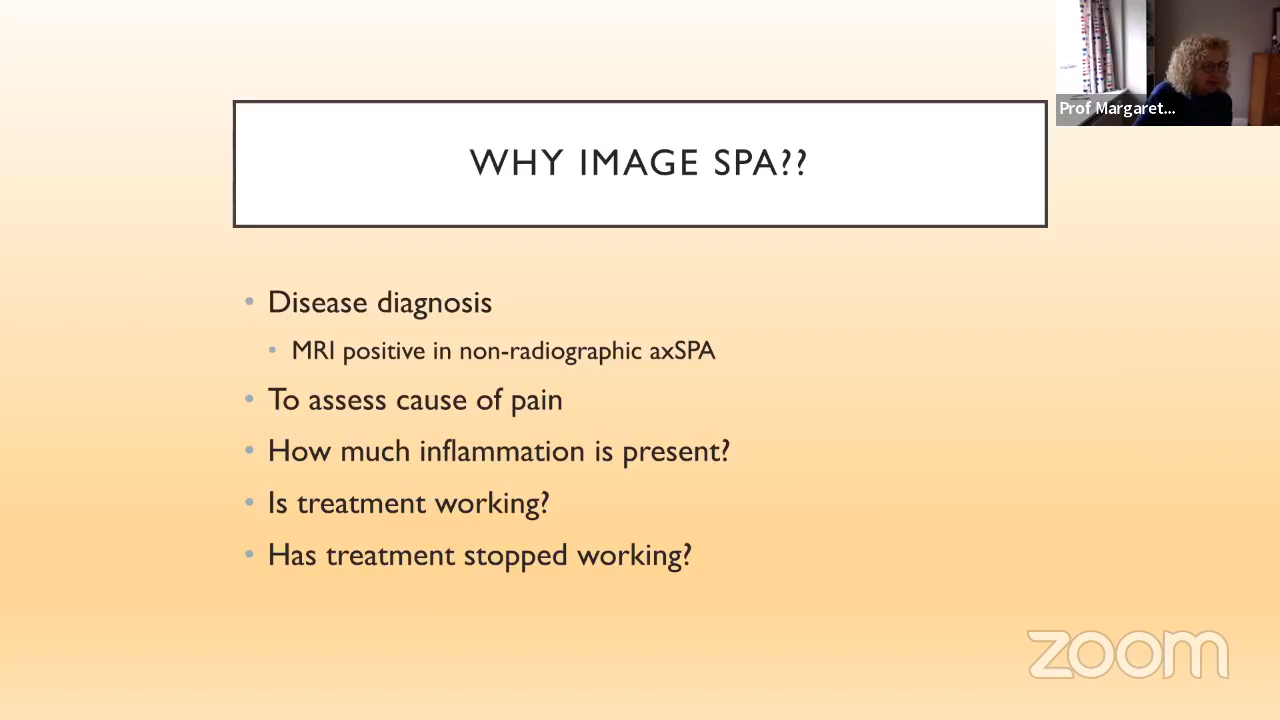 WHY IMAGE SPA??
Prof Margaret...
• Disease diagnosis
• MRI positive in non-radiographic axSPA
• To assess cause of pain
• How much inflammation is present?
• Is treatment working?
• Has treatment stopped working?
zoom